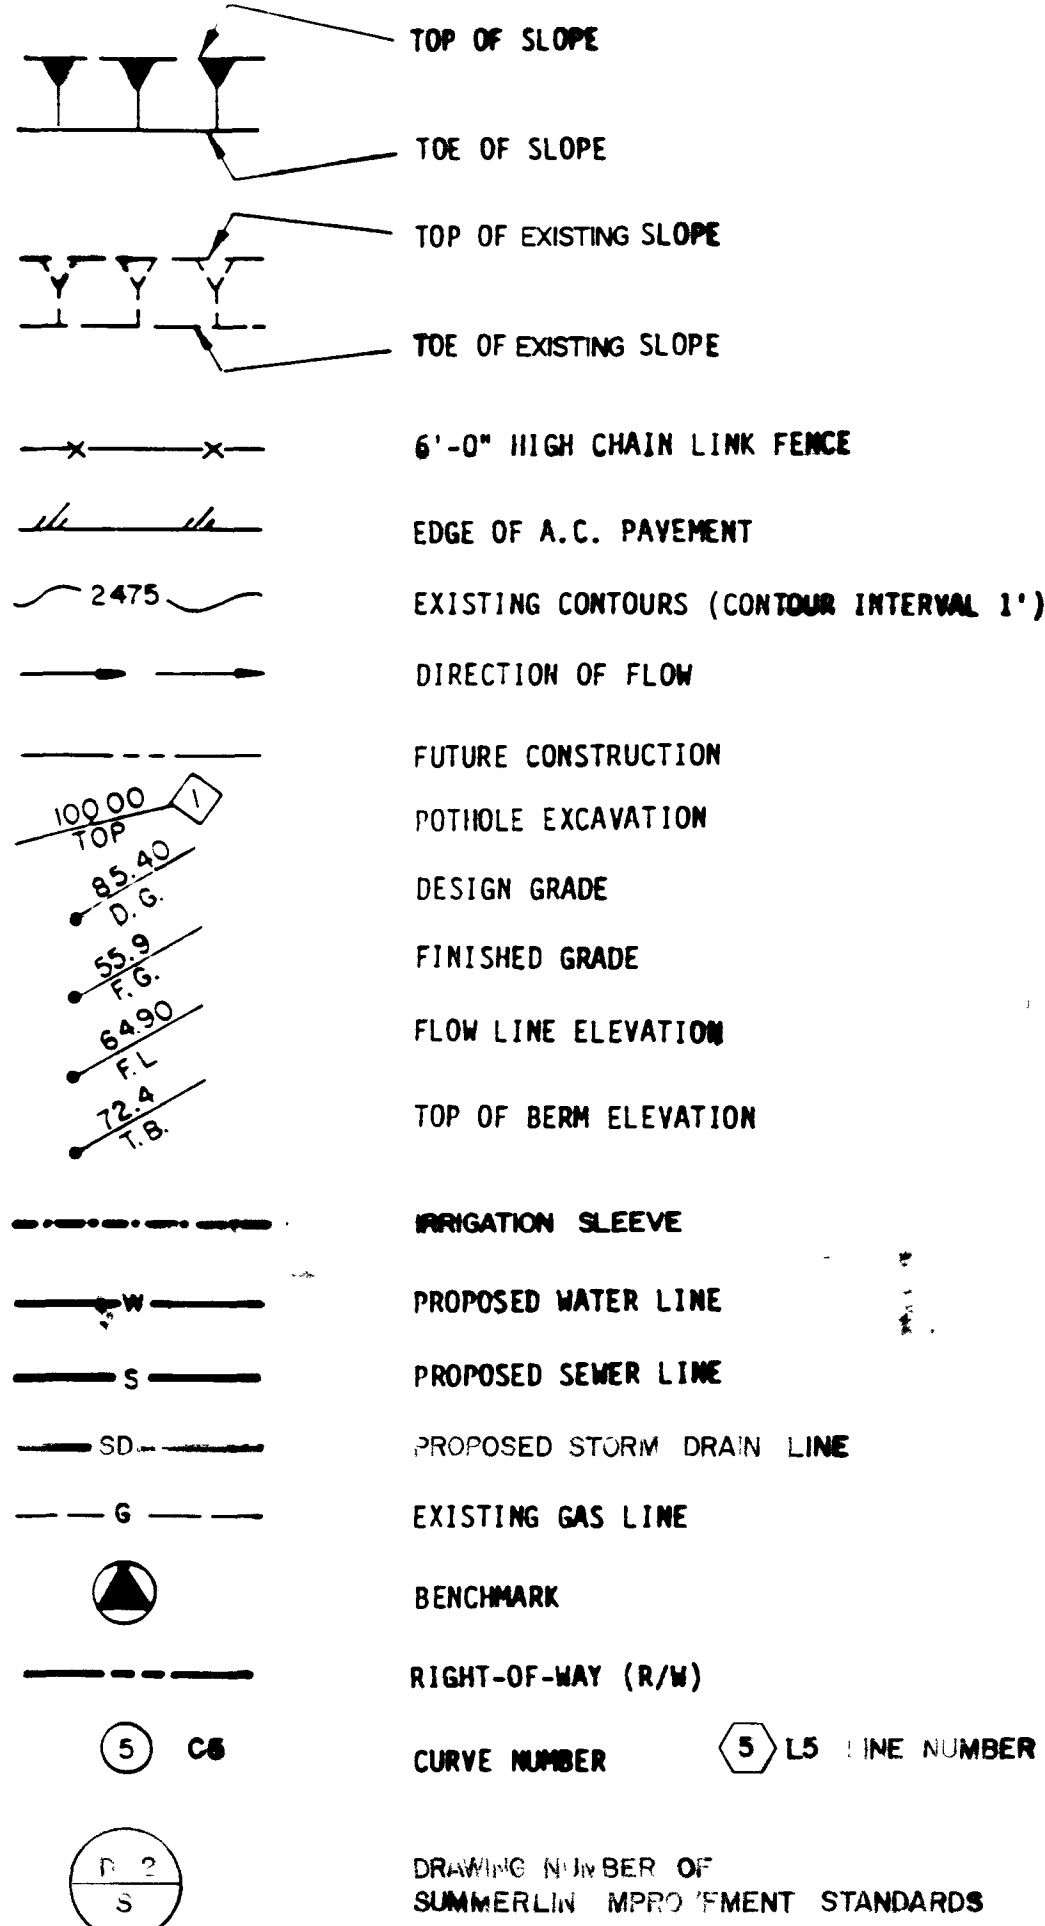 TOP OF SLOPE
TOE OF SLOPE
TOP OF EXISTING SLOPE
TOE OF EXISTING SLOPE
6'-0" HIGH CHAIN LINK FENCE
EDGE OF A.C. PAVEMENT
2475 EXISTING CONTOURS (CONTOUR INTERVAL 1')
DIRECTION OF FLOW
FUTURE CONSTRUCTION
100.00 1 POTHOLE EXCAVATION
TOP
85.40 DESIGN GRADE
D.G.
55.9 FINISHED GRADE
F.G.
64.90 FLOW LINE ELEVATION
F.L
72.4 TOP OF BERM ELEVATION
T.B.
IRRIGATION SLEEVE
W PROPOSED WATER LINE
S PROPOSED SEWER LINE
SD PROPOSED STORM DRAIN LINE
G EXISTING GAS LINE
BENCHMARK
RIGHT-OF-WAY (R/W)
5 C5 CURVE NUMBER 5 L5 LINE NUMBER
D 2 DRAWING NUMBER OF
S SUMMERLIN IMPROVEMENT STANDARDS